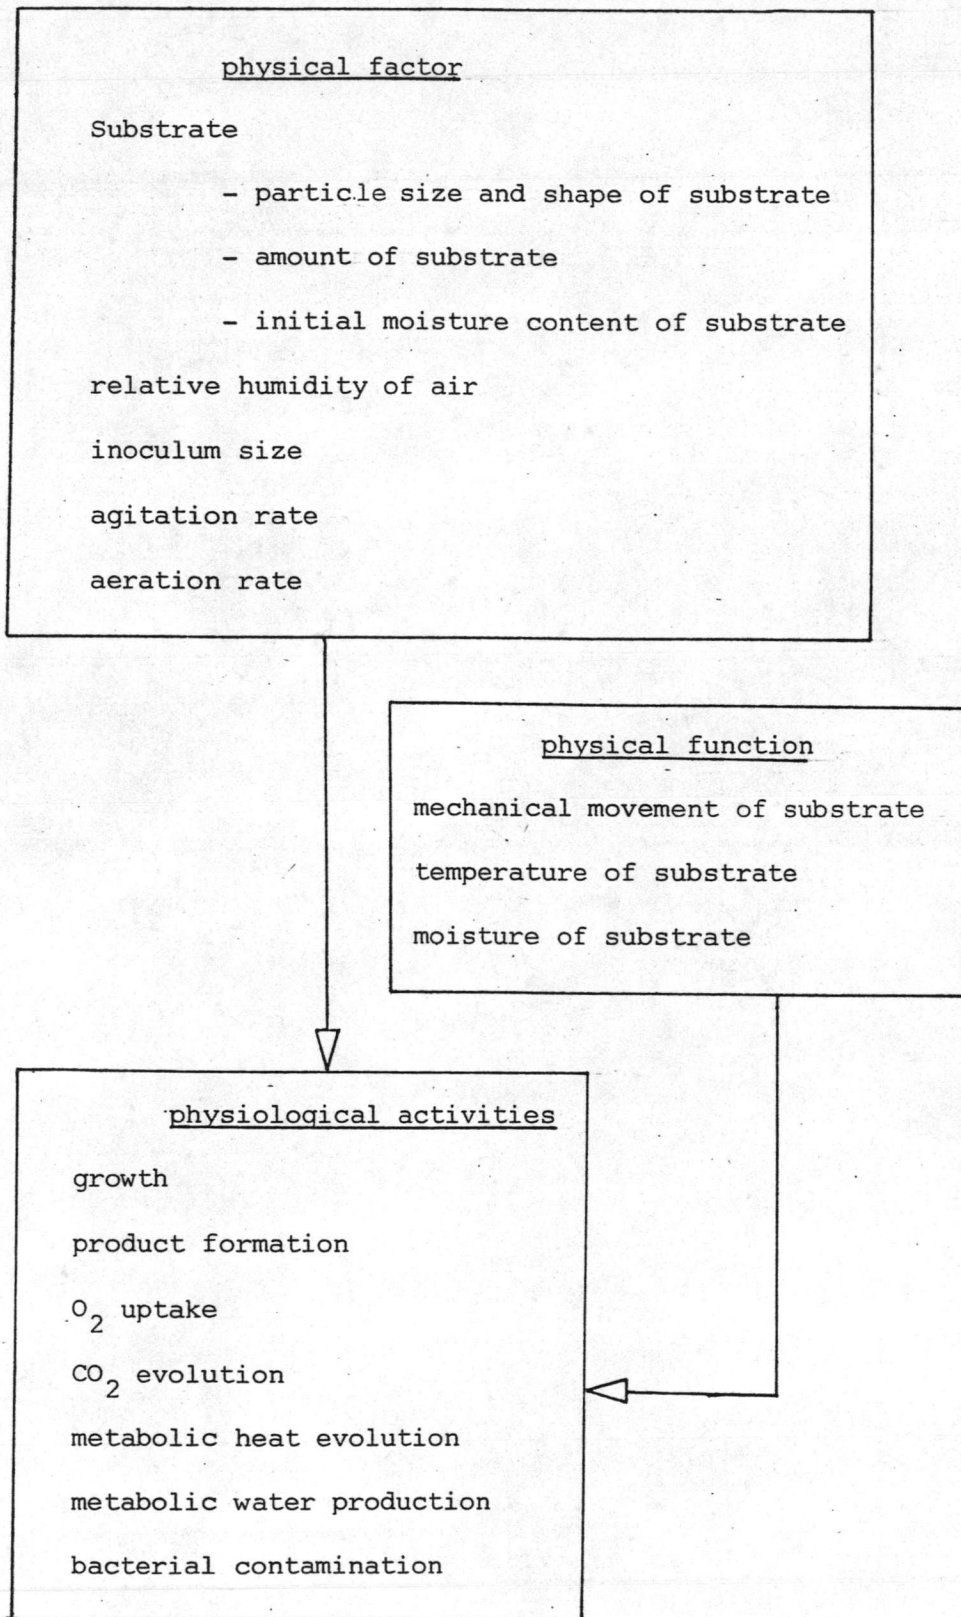 physical factor
Substrate
- particle size and shape of substrate
- amount of substrate
- initial moisture content of substrate
relative humidity of air
inoculum size
agitation rate
aeration rate
physical function
mechanical movement of substrate
temperature of substrate
moisture of substrate
physiological activities
growth
product formation
O2 uptake
CO2 evolution
metabolic heat evolution
metabolic water production
bacterial contamination